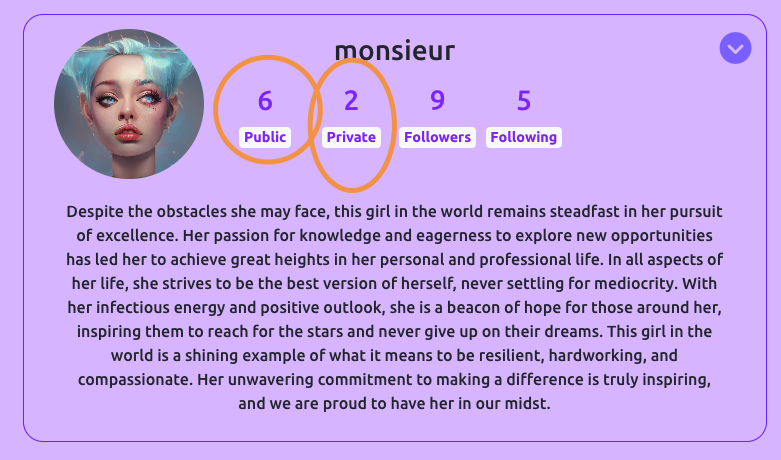 monsieur
6 2 9 5
Public Private Followers Following
Despite the obstacles she may face, this girl in the world remains steadfast in her pursuit
of excellence. Her passion for knowledge and eagerness to explore new opportunities
has led her to achieve great heights in her personal and professional life. In all aspects of
her life, she strives to be the best version of herself, never settling for mediocrity. With
her infectious energy and positive outlook, she is a beacon of hope for those around her,
inspiring them to reach for the stars and never give up on their dreams. This girl in the
world is a shining example of what it means to be resilient, hardworking, and
compassionate. Her unwavering commitment to making a difference is truly inspiring,
and we are proud to have her in our midst.